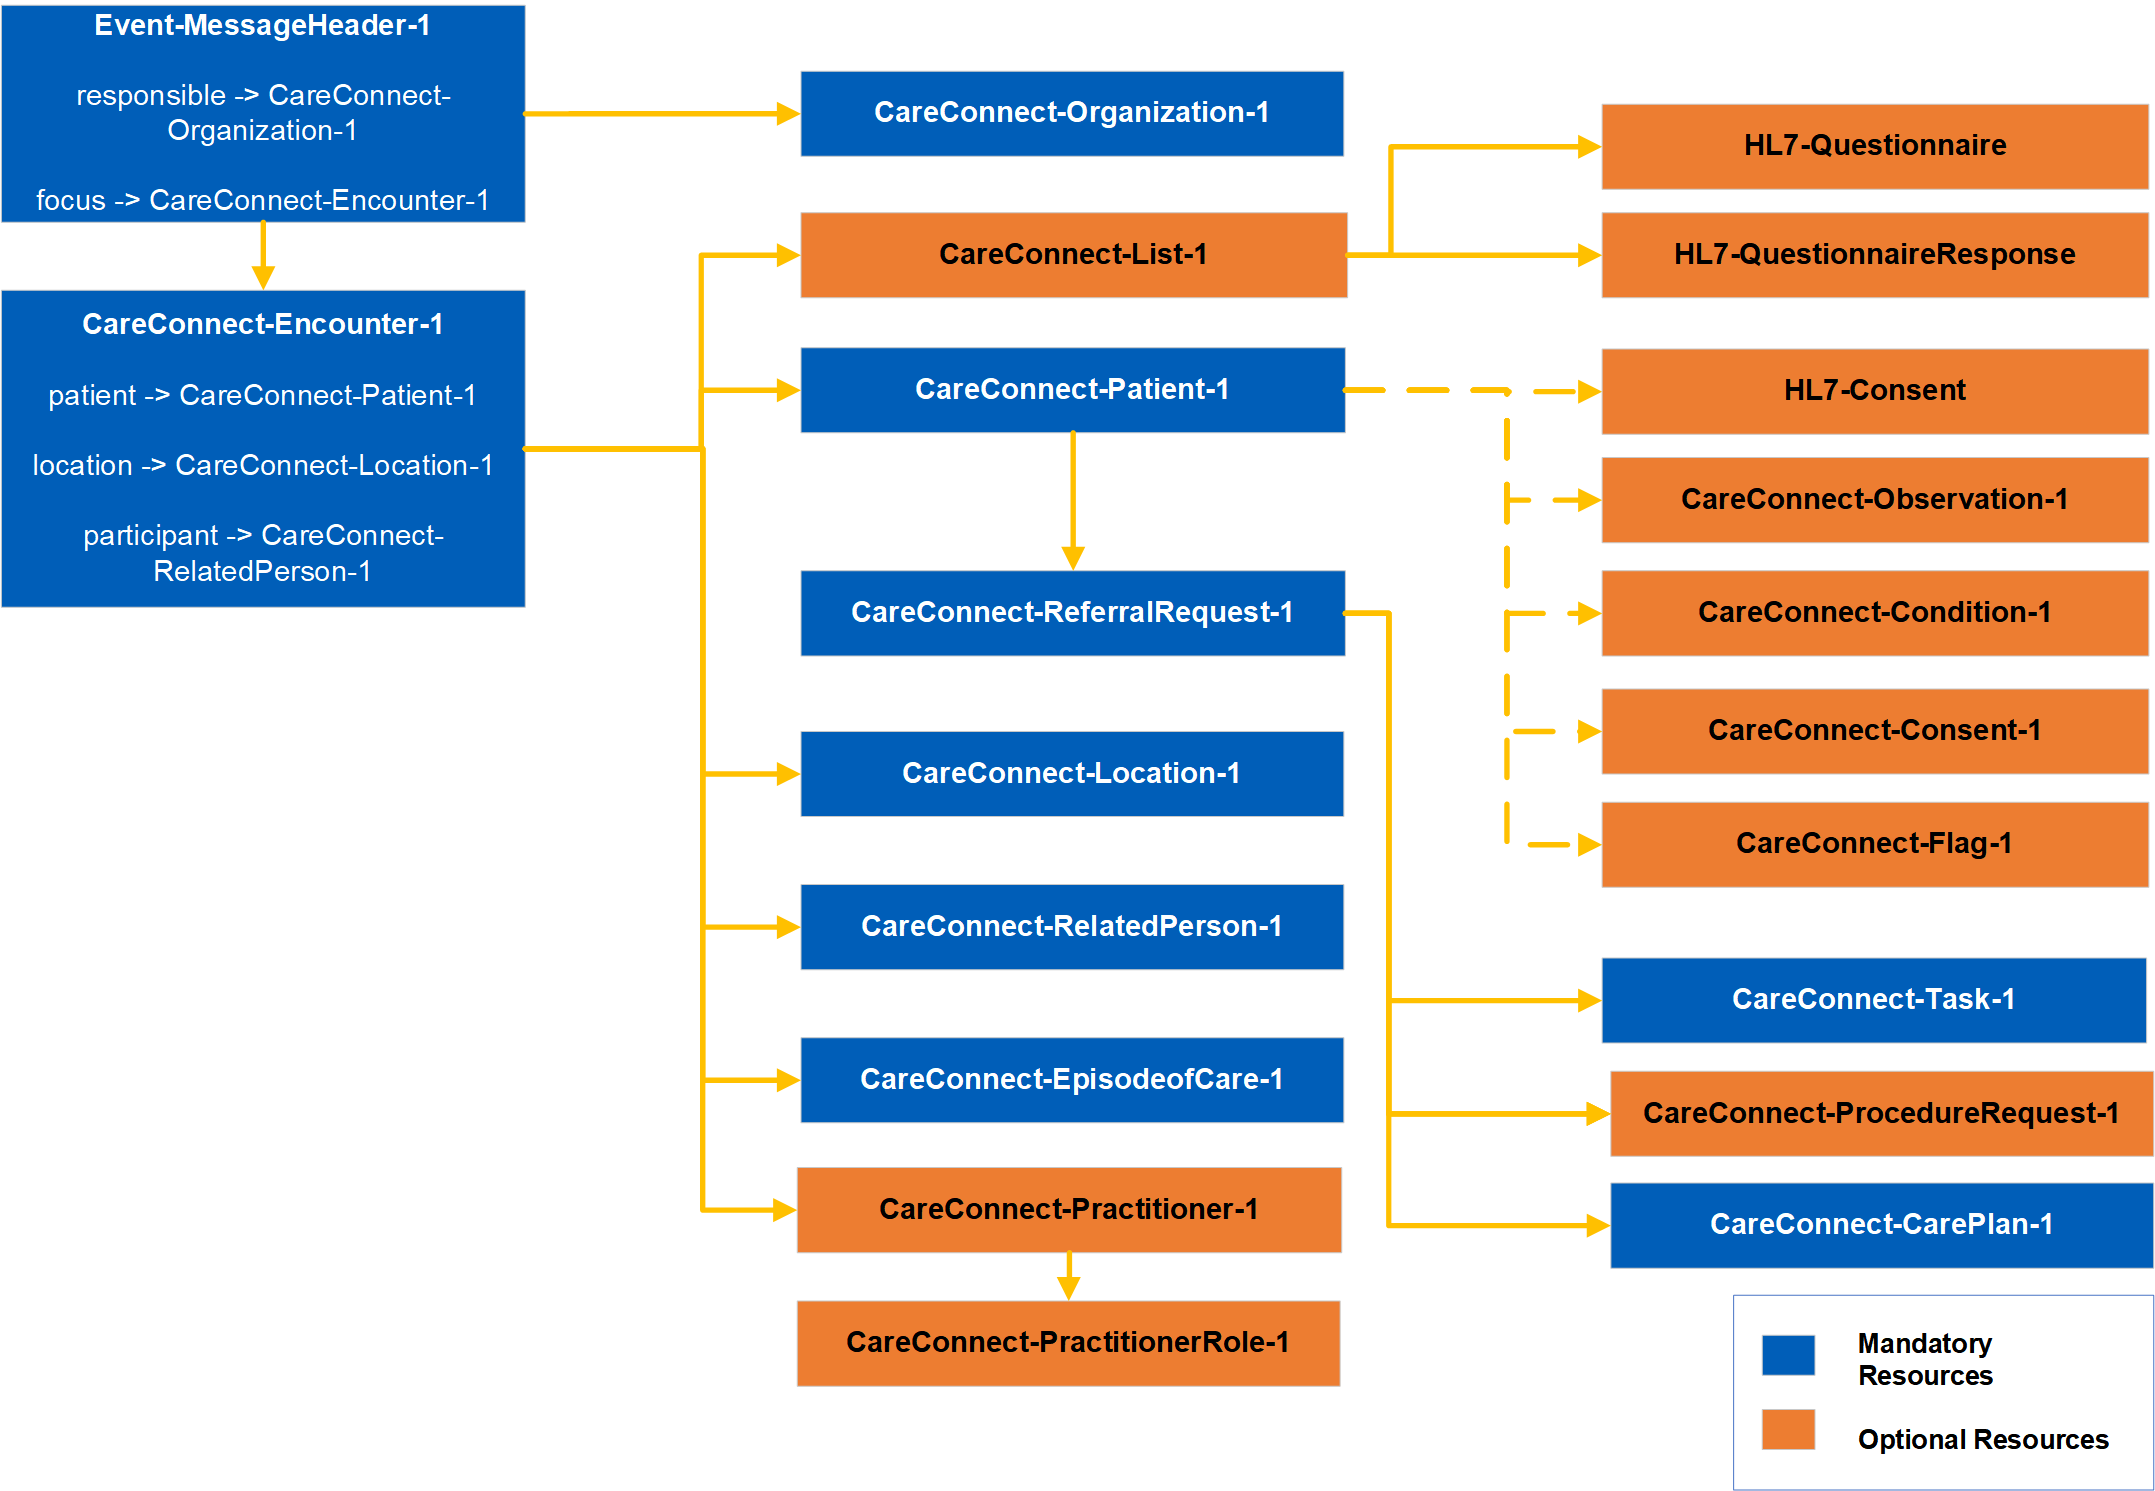 Event-MessageHeader-1
responsible -> CareConnect-
Organization-1
focus -> CareConnect-Encounter-1
CareConnect-Encounter-1
patient -> CareConnect-Patient-1
location -> CareConnect-Location-1
participant -> CareConnect-
RelatedPerson-1
CareConnect-Organization-1
CareConnect-List-1
CareConnect-Patient-1
CareConnect-ReferralRequest-1
CareConnect-Location-1
CareConnect-RelatedPerson-1
CareConnect-EpisodeofCare-1
CareConnect-Practitioner-1
CareConnect-PractitionerRole-1
HL7-Questionnaire
HL7-QuestionnaireResponse
HL7-Consent
CareConnect-Observation-1
CareConnect-Condition-1
CareConnect-Consent-1
CareConnect-Flag-1
CareConnect-Task-1
CareConnect-ProcedureRequest-1
CareConnect-CarePlan-1
Mandatory
Resources
Optional Resources